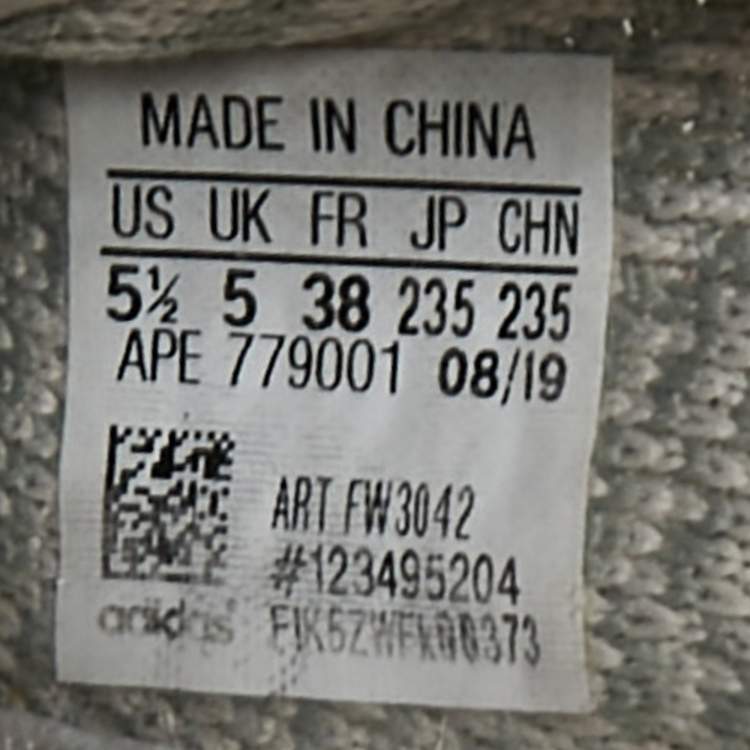 MADE IN CHINA
US UK FR JP CHN
5½ 5 38 235 235
APE 779001 08/19
ART FW3042
#123495204
adidas